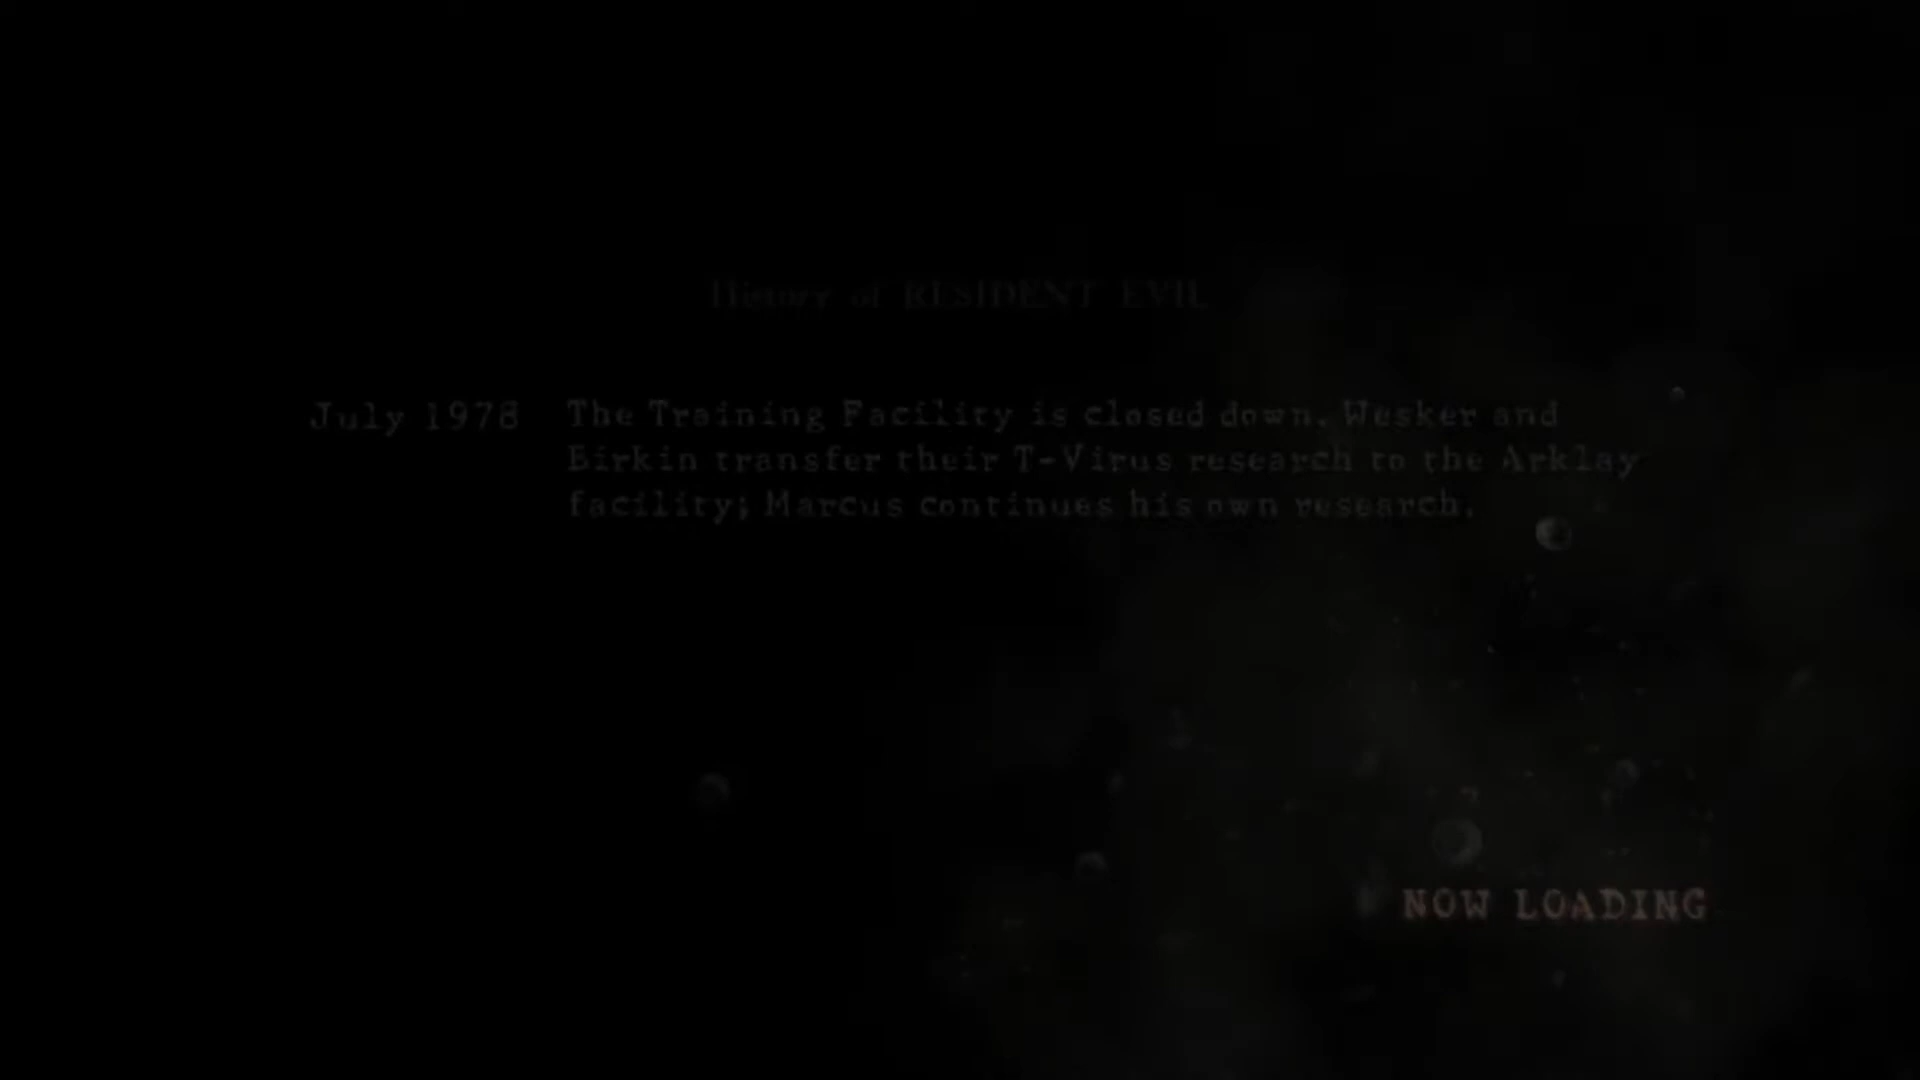 History of RESIDENT EVIL
July 1978 The Training Facility is closed down. Wesker and
Birkin transfer their T-Virus research to the Arklay
facility; Marcus continues his own research.
NOW LOADING